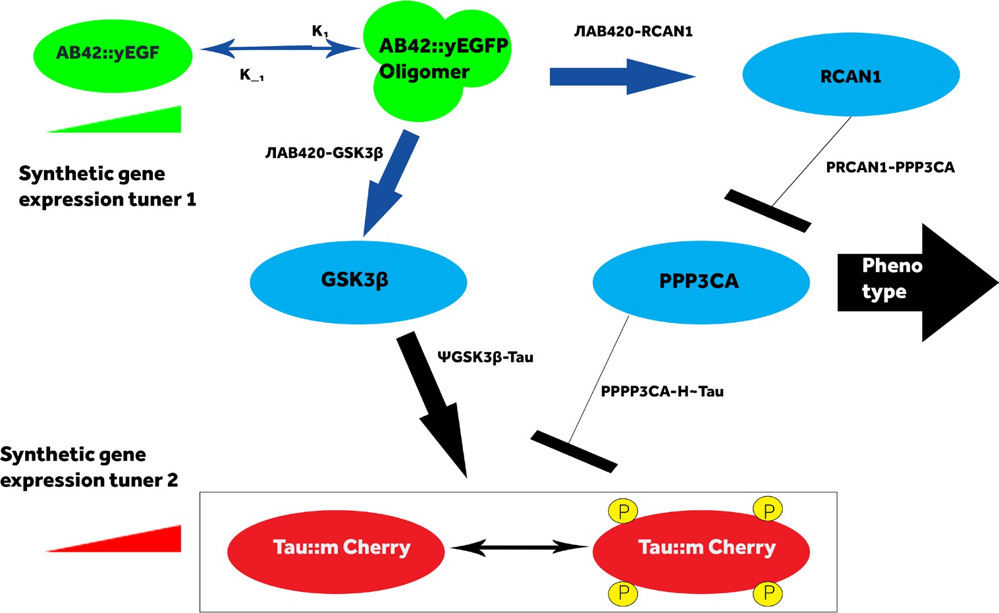 AB42::yEGF
K₁
K_₁
AB42::yEGFP
Oligomer
ЛAB420-RCAN1
RCAN1
ЛAB420-GSK3β
Synthetic gene
expression tuner 1
PRCAN1-PPP3CA
GSK3β
PPP3CA
Pheno
type
ΨGSK3β-Tau
PPPP3CA-H~Tau
Synthetic gene
expression tuner 2
Tau::m Cherry
P
P
Tau::m Cherry
P
P